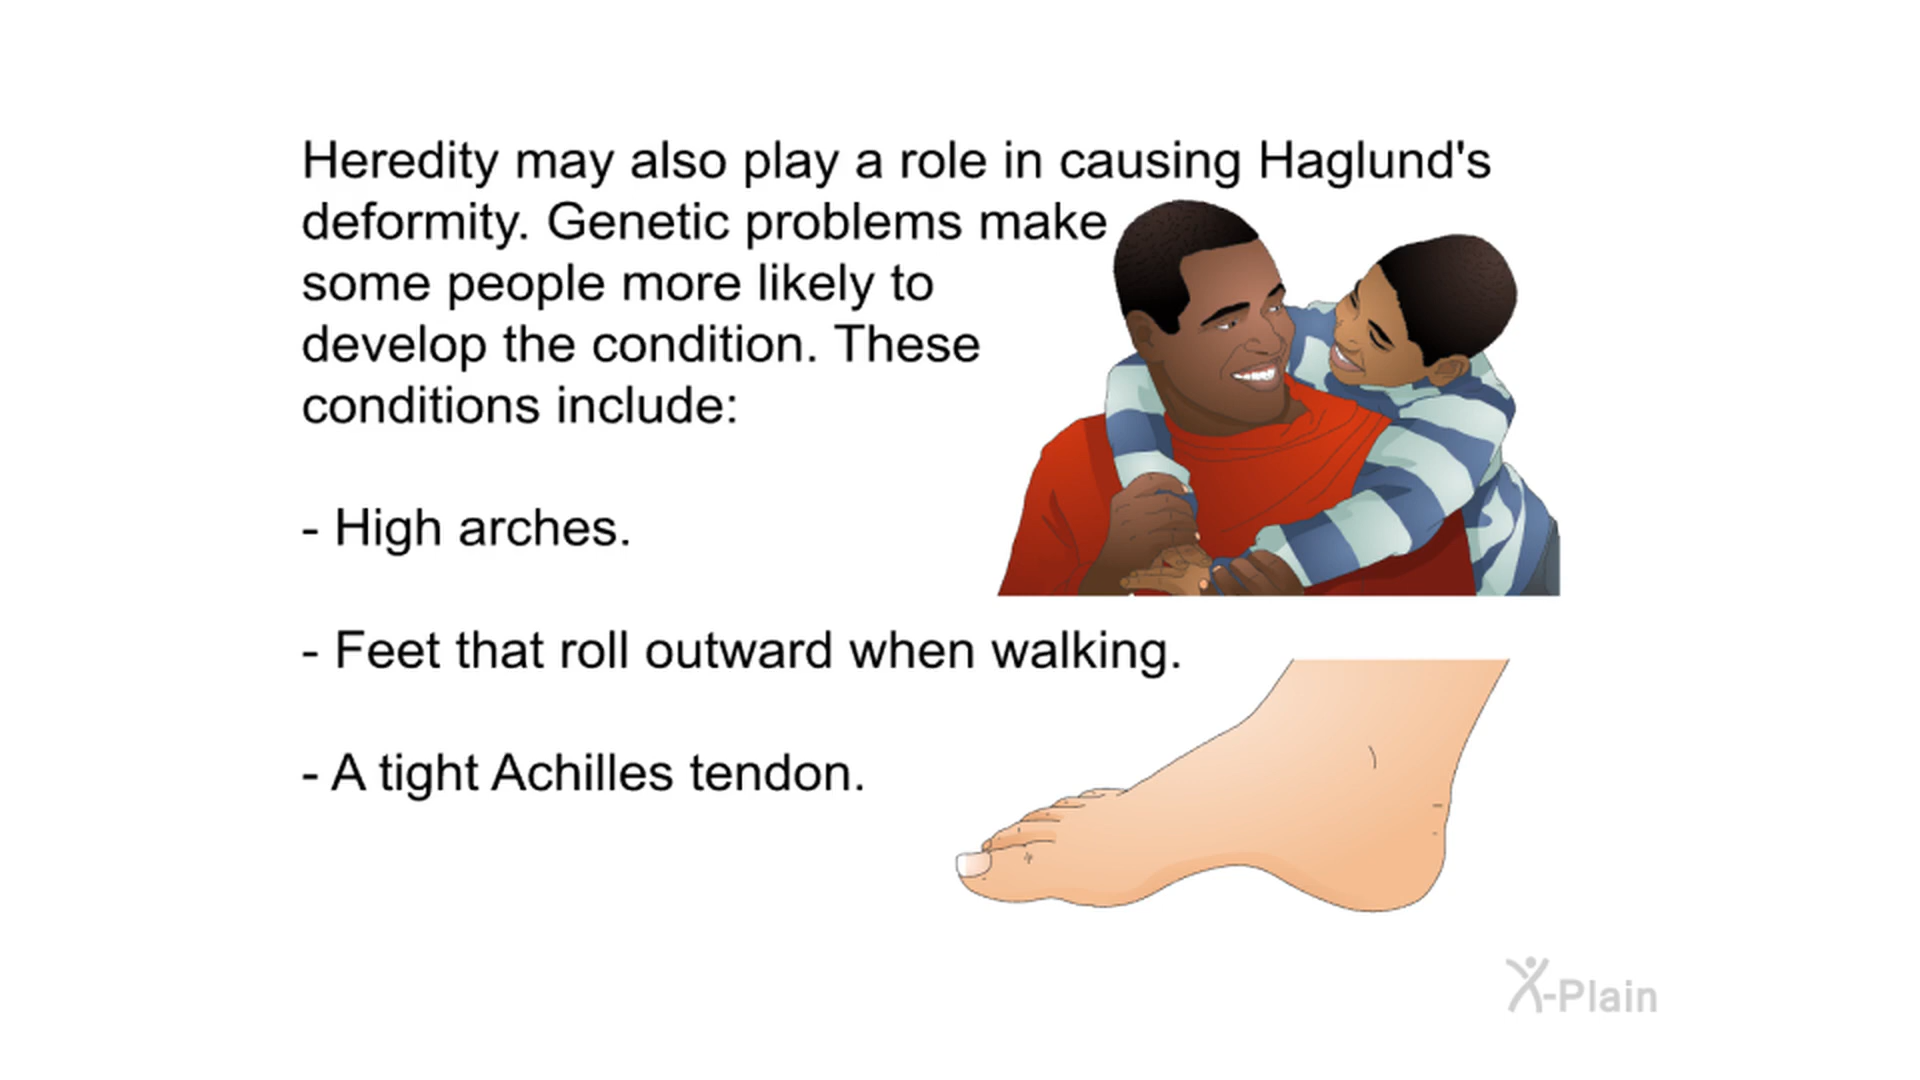 Heredity may also play a role in causing Haglund's
deformity. Genetic problems make
some people more likely to
develop the condition. These
conditions include:
- High arches.
- Feet that roll outward when walking.
- A tight Achilles tendon.
X-Plain